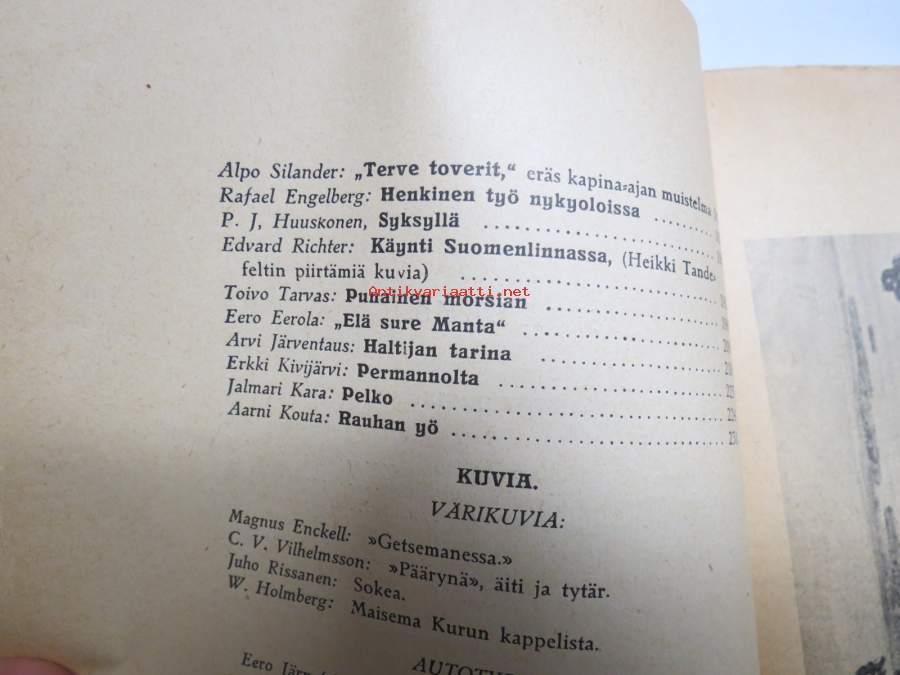 Alpo Silander: „Terve toverit,“ eräs kapina-ajan muistelma
Rafael Engelberg: Henkinen työ nykyoloissa ........
P. J, Huuskonen, Syksyllä ........................
Edvard Richter: Käynti Suomenlinnassa, (Heikki Tande-
feltin piirtämiä kuvia) ........................
Antikvariaatti.net
Toivo Tarvas: Punainen morsian ................
Eero Eerola: „Elä sure Manta“ ....................
Arvi Järventaus: Haltijan tarina ................
Erkki Kivijärvi: Permannolta ....................
Jalmari Kara: Pelko ............................
Aarni Kouta: Rauhan yö ........................
KUVIA.
VÄRIKUVIA:
Magnus Enckell: »Getsemanessa.»
C. V. Vilhelmsson: »Päärynä», äiti ja tytär.
Juho Rissanen: Sokea.
W. Holmberg: Maisema Kurun kappelista.
Eero